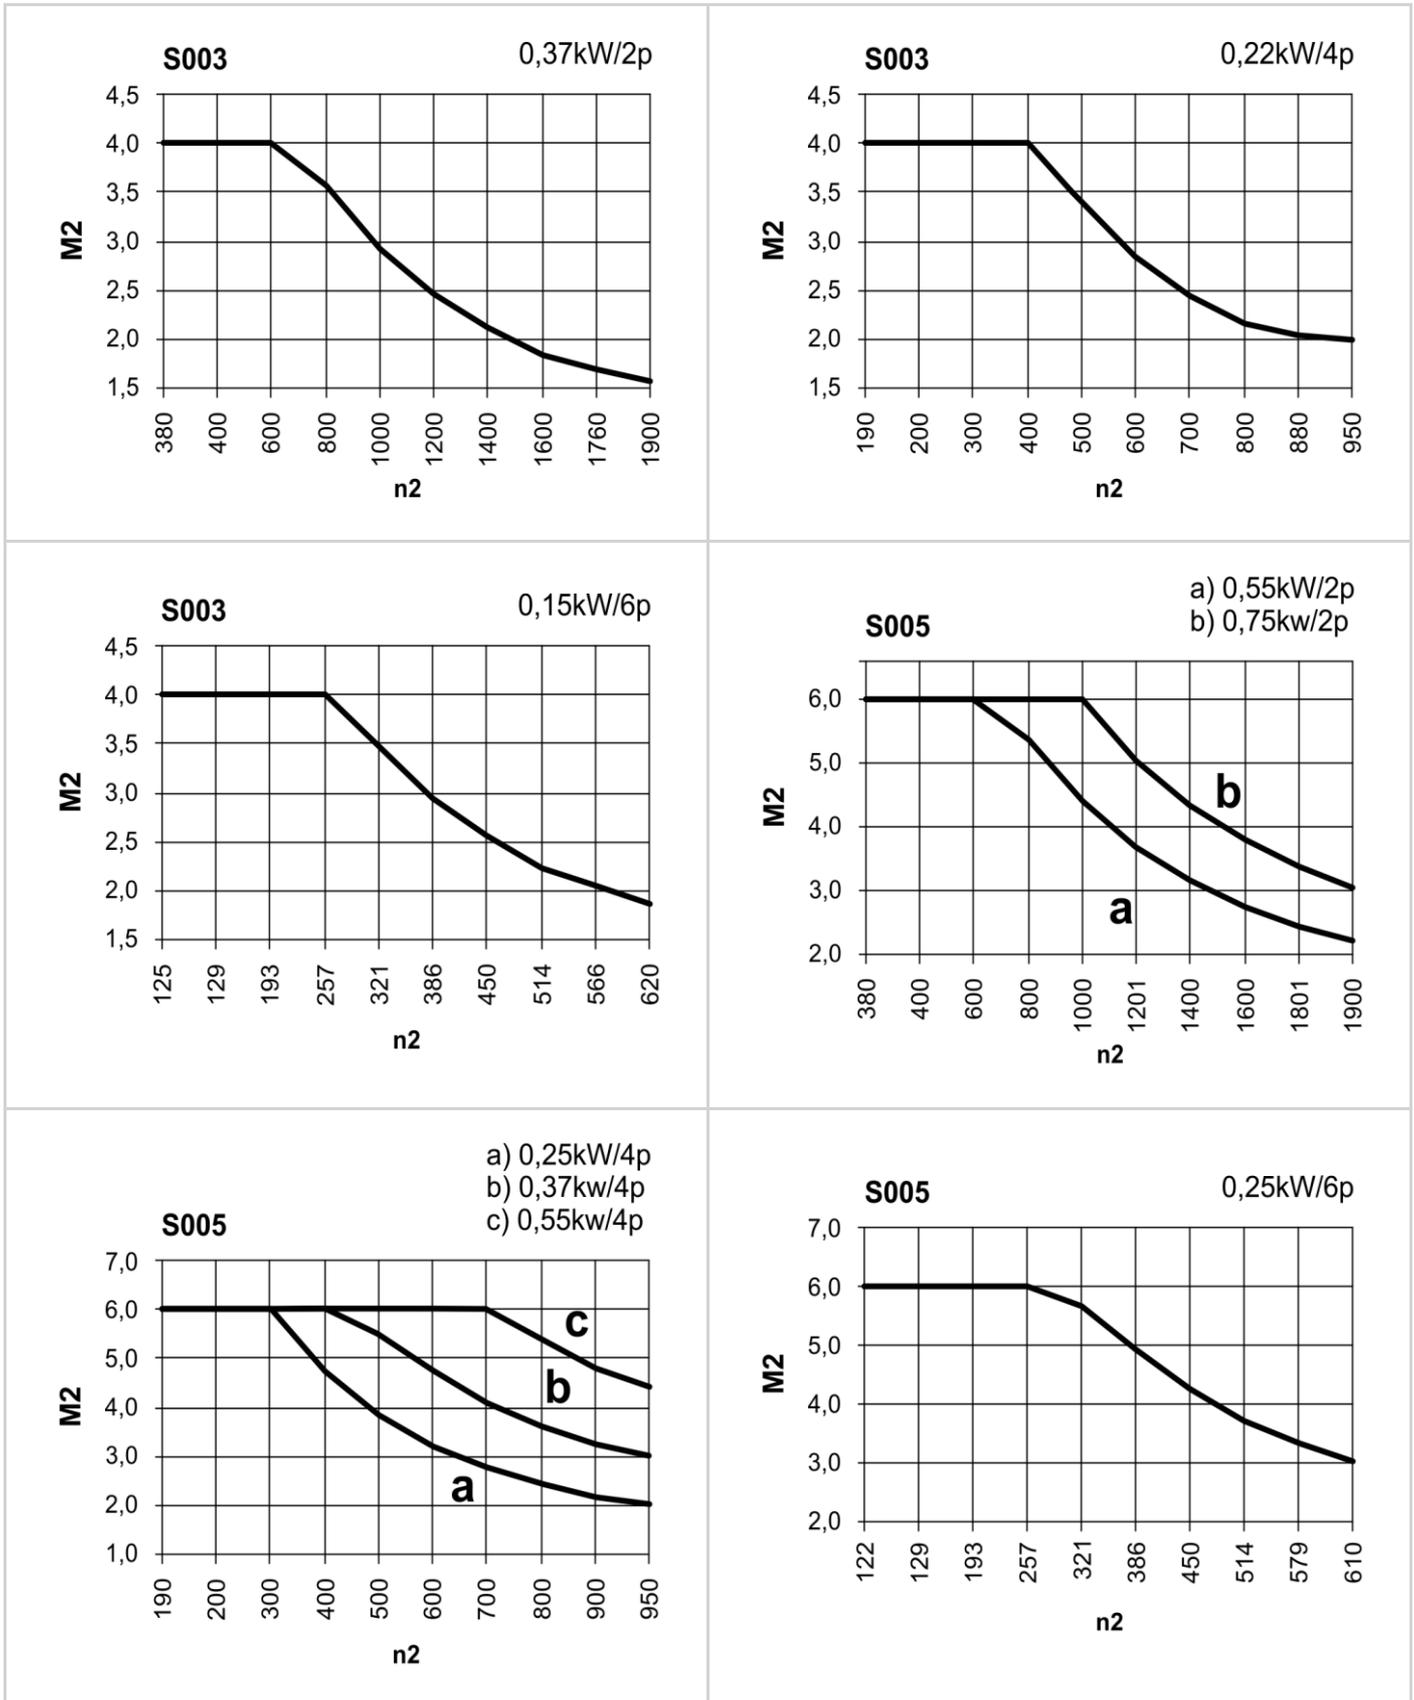 S003 0,37kW/2p
4,5
4,0
3,5
3,0
2,5
2,0
1,5
M2
380 400 600 800 1000 1200 1400 1600 1760 1900
n2
S003 0,22kW/4p
4,5
4,0
3,5
3,0
2,5
2,0
1,5
M2
190 200 300 400 500 600 700 800 880 950
n2
S003 0,15kW/6p
4,5
4,0
3,5
3,0
2,5
2,0
1,5
M2
125 129 193 257 321 386 450 514 566 620
n2
a) 0,55kW/2p
b) 0,75kw/2p
S005
6,0
5,0
4,0
3,0
2,0
M2
b
a
380 400 600 800 1000 1201 1400 1600 1801 1900
n2
a) 0,25kW/4p
b) 0,37kw/4p
c) 0,55kw/4p
S005
7,0
6,0
5,0
4,0
3,0
2,0
1,0
M2
c
b
a
190 200 300 400 500 600 700 800 900 950
n2
S005 0,25kW/6p
7,0
6,0
5,0
4,0
3,0
2,0
M2
122 129 193 257 321 386 450 514 579 610
n2